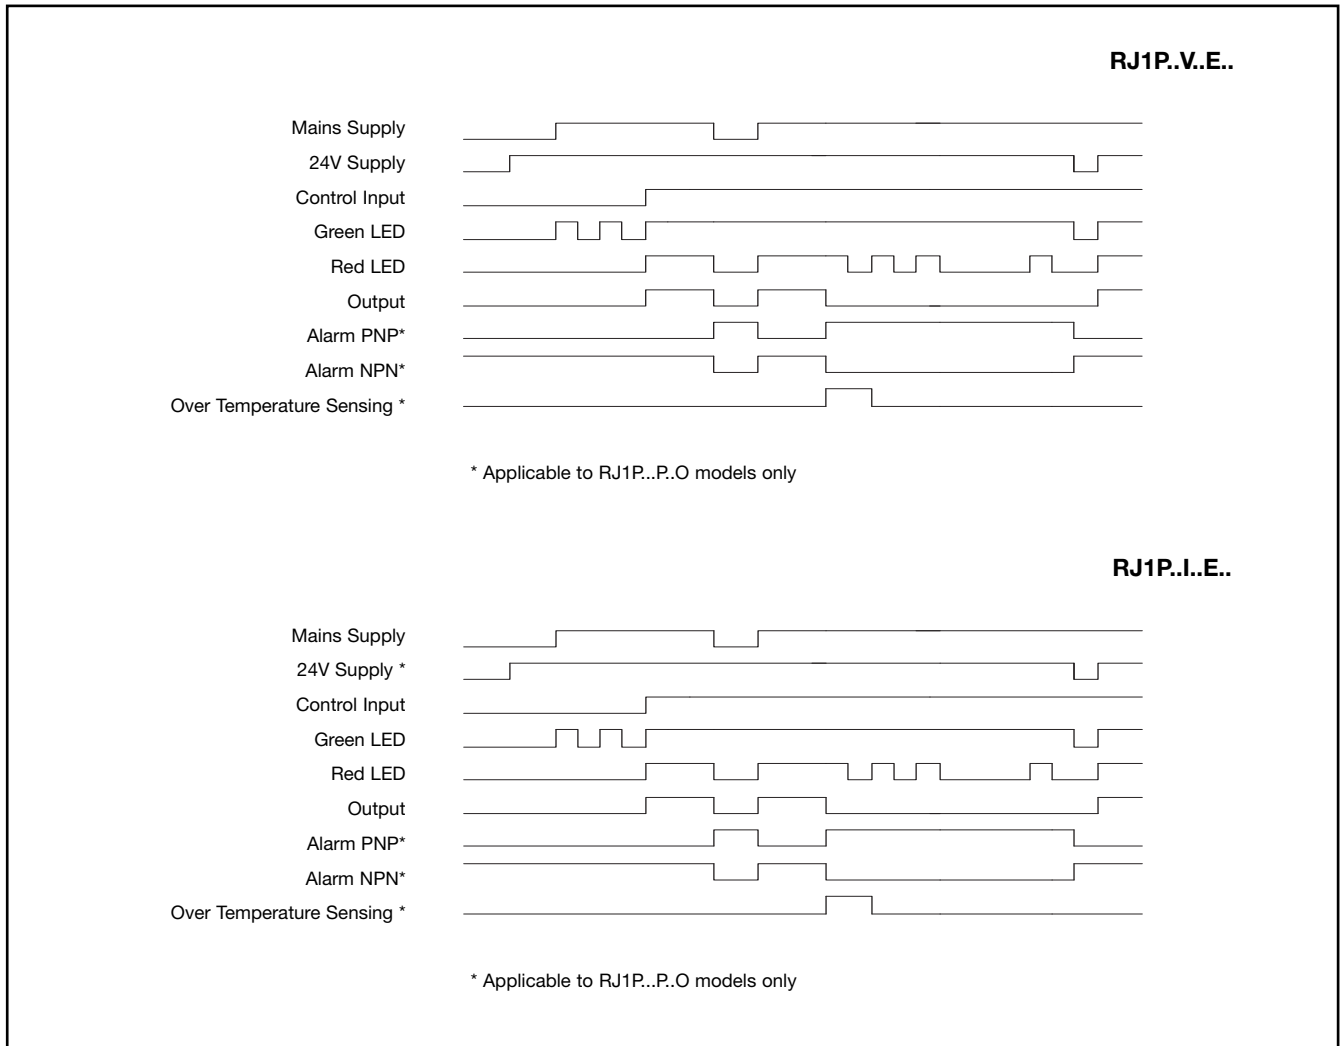 RJ1P..V..E..
Mains Supply
24V Supply
Control Input
Green LED
Red LED
Output
Alarm PNP*
Alarm NPN*
Over Temperature Sensing *
* Applicable to RJ1P...P..O models only
RJ1P..I..E..
Mains Supply
24V Supply *
Control Input
Green LED
Red LED
Output
Alarm PNP*
Alarm NPN*
Over Temperature Sensing *
* Applicable to RJ1P...P..O models only